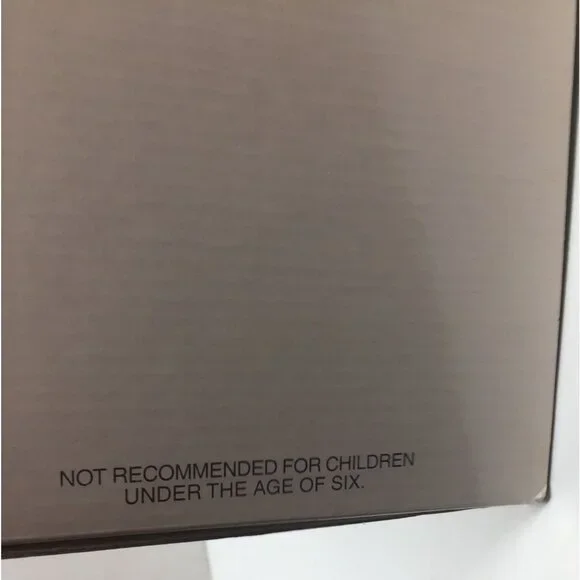 NOT RECOMMENDED FOR CHILDREN
UNDER THE AGE OF SIX.